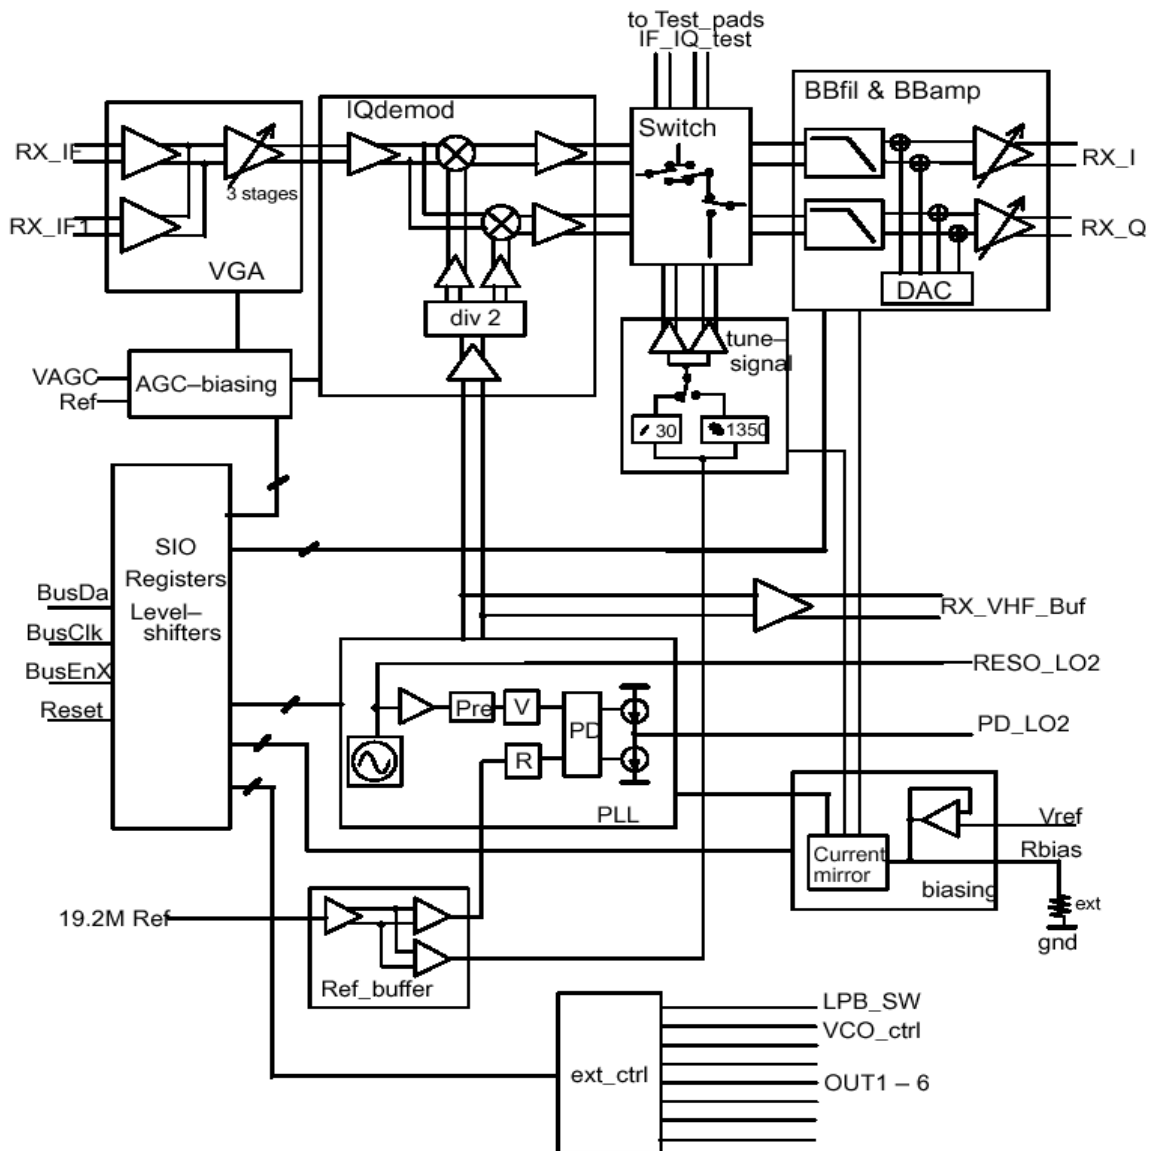 to Test_pads
IF_IQ_test
BBfil & BBamp
IQdemod
Switch
RX_IF
RX_I
3 stages
RX_IF1
RX_Q
VGA
DAC
div 2
tune–
signal
VAGC
AGC–biasing
Ref
30
1350
SIO
Registers
Level–
shifters
BusDa
BusClk
BusEnX
Reset
RX_VHF_Buf
RESO_LO2
Pre
V
PD
PD_LO2
R
PLL
Vref
Current
mirror
Rbias
biasing
ext
gnd
19.2M Ref
Ref_buffer
LPB_SW
VCO_ctrl
ext_ctrl
OUT1 – 6